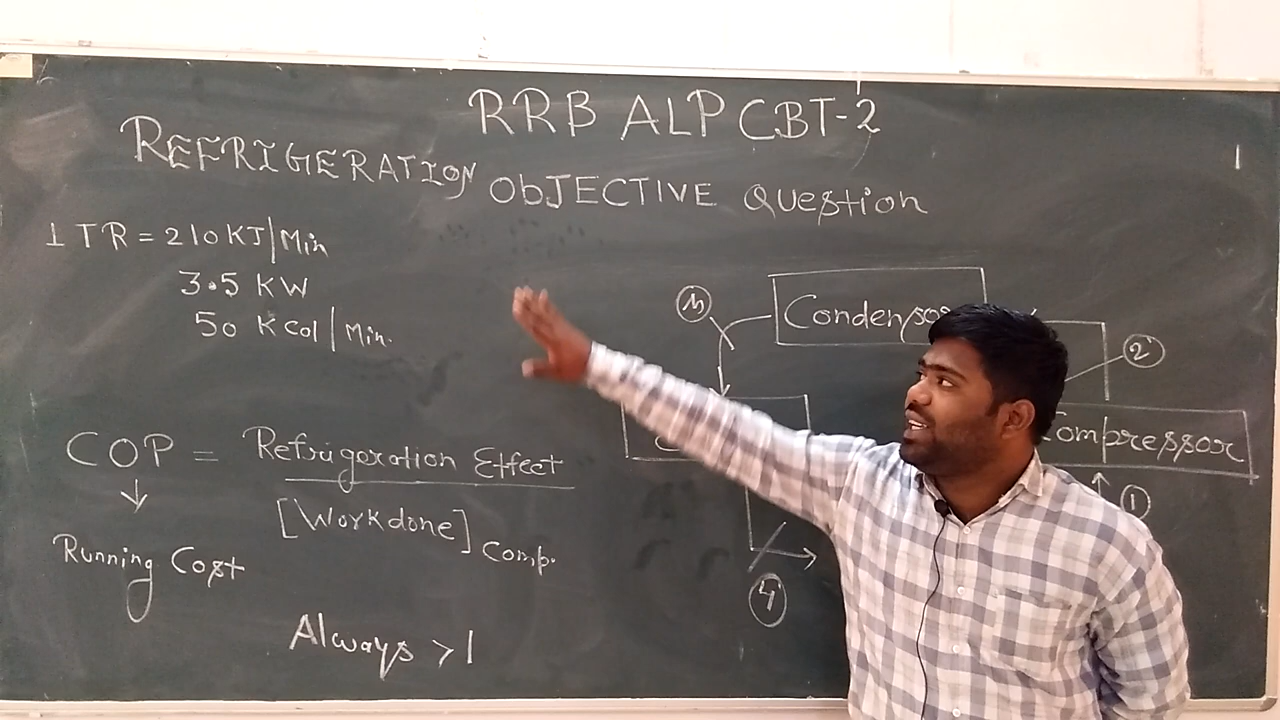 RRB ALP CBT-2
REFRIGERATION OBJECTIVE Question
1 TR = 210 KJ/Min
3.5 KW
50 Kcal/Min.
COP = Refrigeration Effect
[Workdone] comp.
Running Cost
Always >1
3
Condensor
2
Compressor
1
4